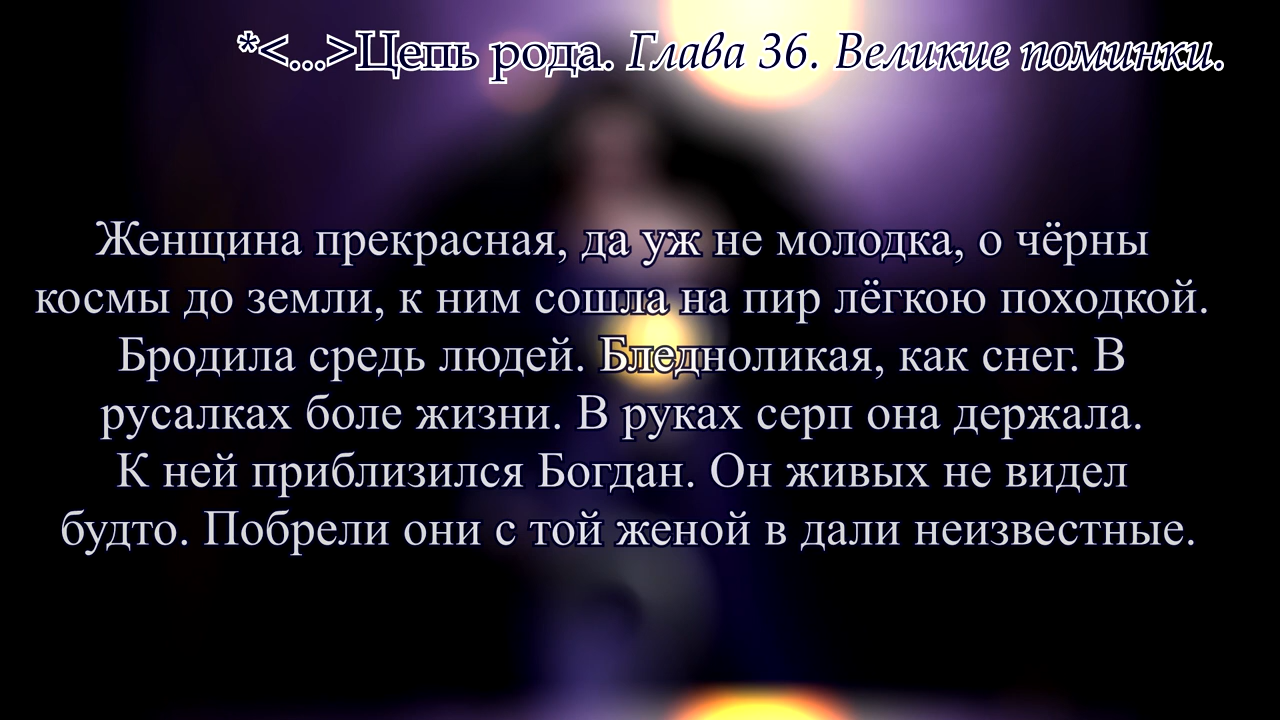 *<...>Цепь рода. Глава 36. Великие поминки.
Женщина прекрасная, да уж не молодка, о чёрны
космы до земли, к ним сошла на пир лёгкою походкой.
Бродила средь людей. Бледноликая, как снег. В
русалках боле жизни. В руках серп она держала.
К ней приблизился Богдан. Он живых не видел
будто. Побрели они с той женой в дали неизвестные.